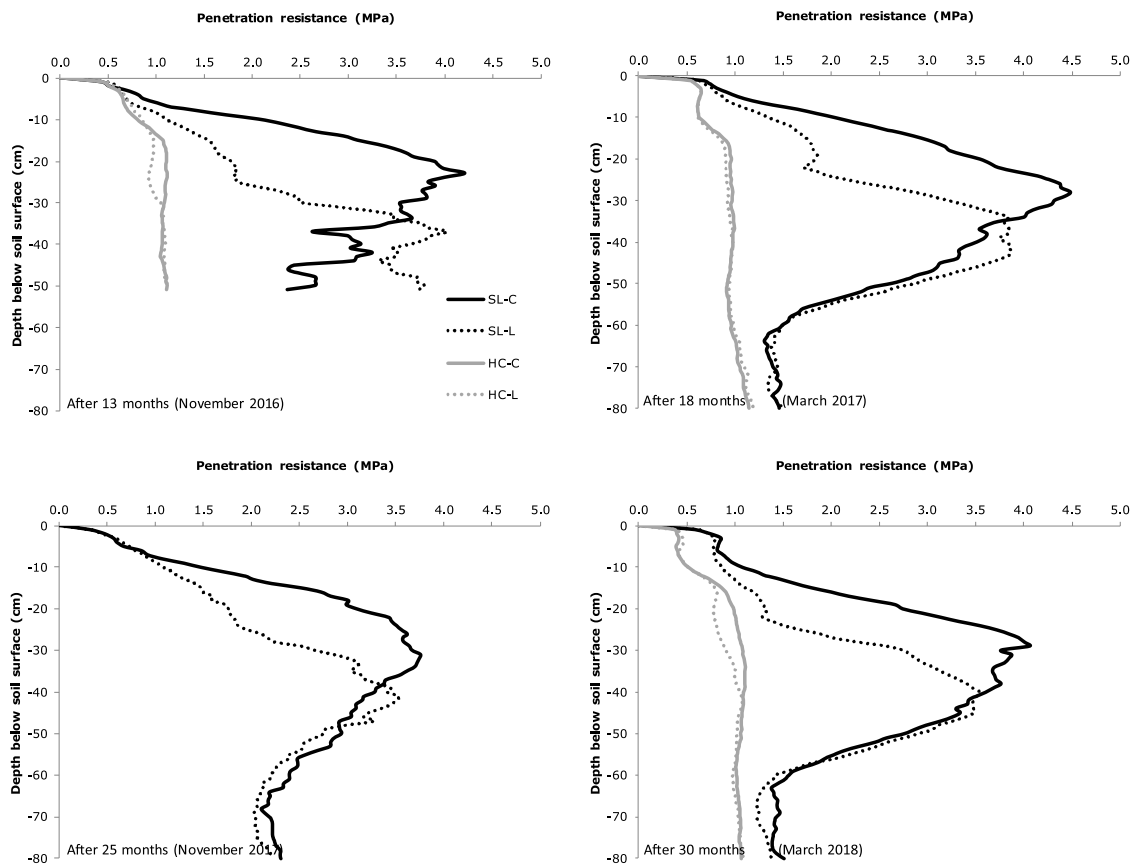 Penetration resistance (MPa)
0.0 0.5 1.0 1.5 2.0 2.5 3.0 3.5 4.0 4.5 5.0
0
-10
-20
-30
-40
-50
-60
-70
-80
Depth below soil surface (cm)
SL-C
SL-L
HC-C
HC-L
After 13 months (November 2016)
Penetration resistance (MPa)
0.0 0.5 1.0 1.5 2.0 2.5 3.0 3.5 4.0 4.5 5.0
0
-10
-20
-30
-40
-50
-60
-70
-80
Depth below soil surface (cm)
After 18 months (March 2017)
Penetration resistance (MPa)
0.0 0.5 1.0 1.5 2.0 2.5 3.0 3.5 4.0 4.5 5.0
0
-10
-20
-30
-40
-50
-60
-70
-80
Depth below soil surface (cm)
After 25 months (November 2017)
Penetration resistance (MPa)
0.0 0.5 1.0 1.5 2.0 2.5 3.0 3.5 4.0 4.5 5.0
0
-10
-20
-30
-40
-50
-60
-70
-80
Depth below soil surface (cm)
After 30 months (March 2018)